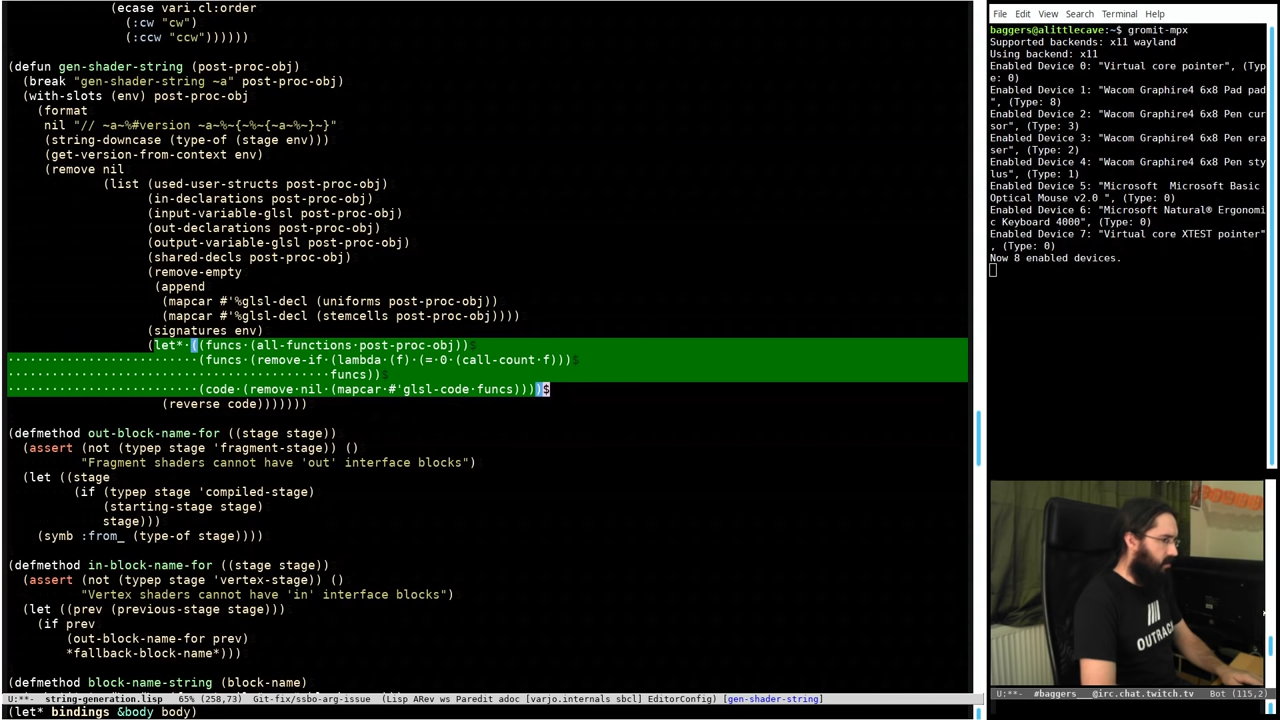 (ecase vari.cl:order
(:cw "cw")
(:ccw "ccw"))))))
(defun gen-shader-string (post-proc-obj)
(break "gen-shader-string ~a" post-proc-obj)
(with-slots (env) post-proc-obj
(format
nil "// ~a~%#version ~a~%~{~%~{~a~%~}~}"
(string-downcase (type-of (stage env)))
(get-version-from-context env)
(remove nil
(list (used-user-structs post-proc-obj)
(in-declarations post-proc-obj)
(input-variable-glsl post-proc-obj)
(out-declarations post-proc-obj)
(output-variable-glsl post-proc-obj)
(shared-decls post-proc-obj)
(remove-empty
(append
(mapcar #'%glsl-decl (uniforms post-proc-obj))
(mapcar #'%glsl-decl (stemcells post-proc-obj))))
(signatures env)
(let*·((funcs·(all-functions·post-proc-obj))$
··························(funcs·(remove-if·(lambda·(f)·(=·0·(call-count·f)))$
············································funcs))$
··························(code·(remove·nil·(mapcar·#'glsl-code·funcs))))$
(reverse code)))))))
(defmethod out-block-name-for ((stage stage))
(assert (not (typep stage 'fragment-stage)) ()
"Fragment shaders cannot have 'out' interface blocks")
(let ((stage
(if (typep stage 'compiled-stage)
(starting-stage stage)
stage)))
(symb :from_ (type-of stage))))
(defmethod in-block-name-for ((stage stage))
(assert (not (typep stage 'vertex-stage)) ()
"Vertex shaders cannot have 'in' interface blocks")
(let ((prev (previous-stage stage)))
(if prev
(out-block-name-for prev)
*fallback-block-name*)))
(defmethod block-name-string (block-name)
U:**- string-generation.lisp 65% (258,73) Git-fix/ssbo-arg-issue (Lisp ARev ws Paredit adoc [varjo.internals sbcl] EditorConfig) [gen-shader-string]
(let* bindings &body body)
File Edit View Search Terminal Help
baggers@alittlecave:~$ gromit-mpx
Supported backends: x11 wayland
Using backend: x11
Enabled Device 0: "Virtual core pointer", (Typ
e: 0)
Enabled Device 1: "Wacom Graphire4 6x8 Pad pad
", (Type: 8)
Enabled Device 2: "Wacom Graphire4 6x8 Pen cur
sor", (Type: 3)
Enabled Device 3: "Wacom Graphire4 6x8 Pen era
ser", (Type: 2)
Enabled Device 4: "Wacom Graphire4 6x8 Pen sty
lus", (Type: 1)
Enabled Device 5: "Microsoft  Microsoft Basic
Optical Mouse v2.0 ", (Type: 0)
Enabled Device 6: "Microsoft Natural® Ergonomi
c Keyboard 4000", (Type: 0)
Enabled Device 7: "Virtual core XTEST pointer"
, (Type: 0)
Now 8 enabled devices.
OUTRAC
U:**- #baggers___@irc.chat.twitch.tv Bot (115,2)